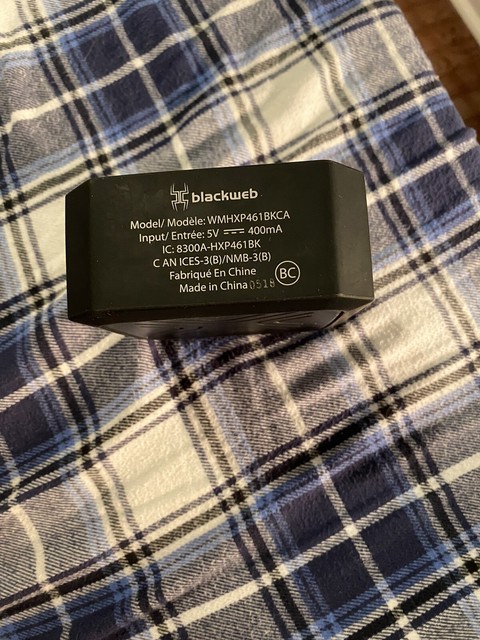 blackweb
Model/ Modèle: WMHXP461BKCA
Input/ Entrée: 5V ⎓ 400mA
IC: 8300A-HXP461BK
C AN ICES-3(B)/NMB-3(B)
Fabriqué En Chine
Made in China 0518
BC